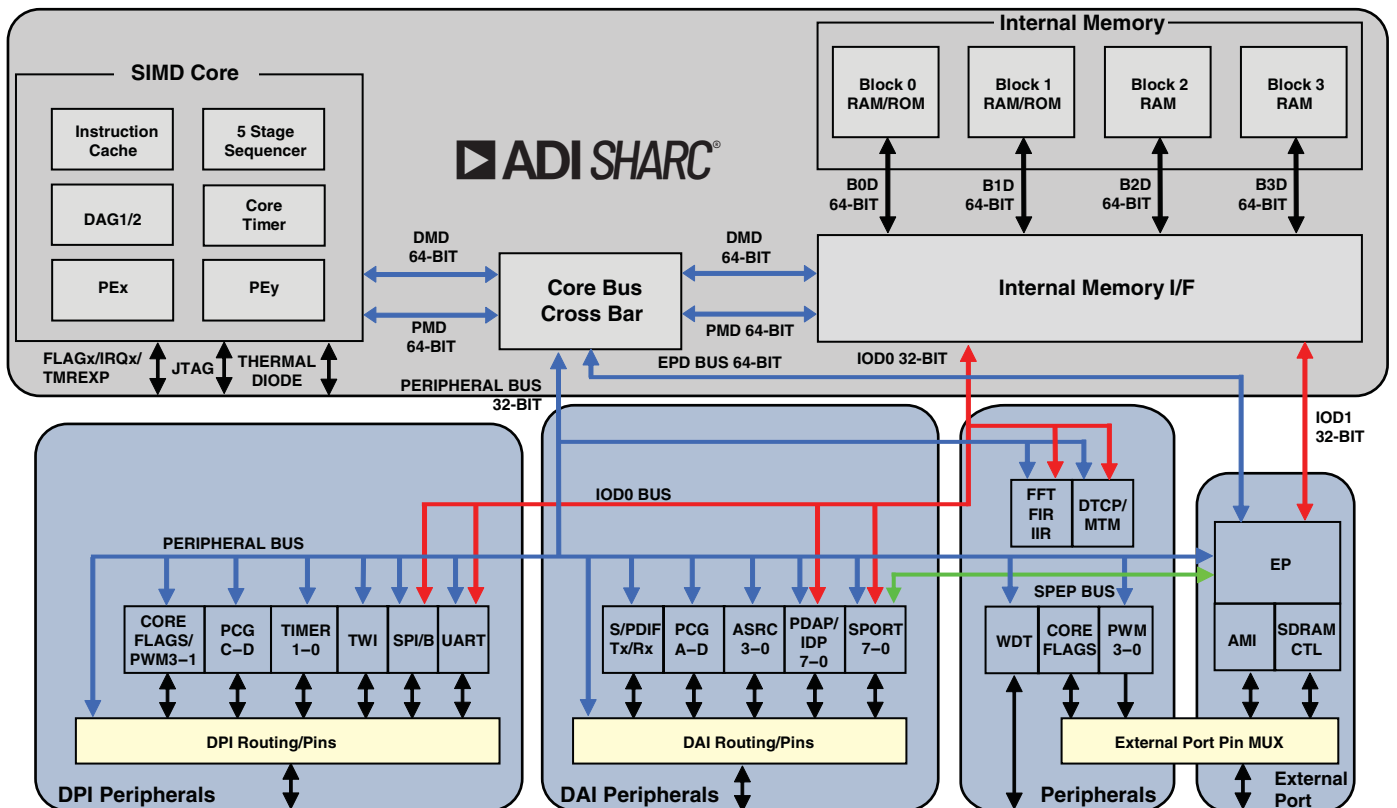 Internal Memory
SIMD Core
Block 0
RAM/ROM
Block 1
RAM/ROM
Block 2
RAM
Block 3
RAM
Instruction
Cache
5 Stage
Sequencer
DAG1/2
Core
Timer
PEx
PEy
ADI SHARC®
B0D
64-BIT
B1D
64-BIT
B2D
64-BIT
B3D
64-BIT
DMD
64-BIT
DMD
64-BIT
Core Bus
Cross Bar
Internal Memory I/F
PMD
64-BIT
PMD 64-BIT
FLAGx/IRQx/
TMREXP
JTAG
THERMAL
DIODE
EPD BUS 64-BIT
IOD0 32-BIT
PERIPHERAL BUS
32-BIT
IOD1
32-BIT
IOD0 BUS
FFT
FIR
IIR
DTCP/
MTM
PERIPHERAL BUS
EP
SPEP BUS
CORE
FLAGS/
PWM3–1
PCG
C–D
TIMER
1–0
TWI
SPI/B
UART
S/PDIF
Tx/Rx
PCG
A–D
ASRC
3–0
PDAP/
IDP
7–0
SPORT
7–0
WDT
CORE
FLAGS
PWM
3–0
AMI
SDRAM
CTL
DPI Routing/Pins
DAI Routing/Pins
External Port Pin MUX
DPI Peripherals
DAI Peripherals
Peripherals
External
Port